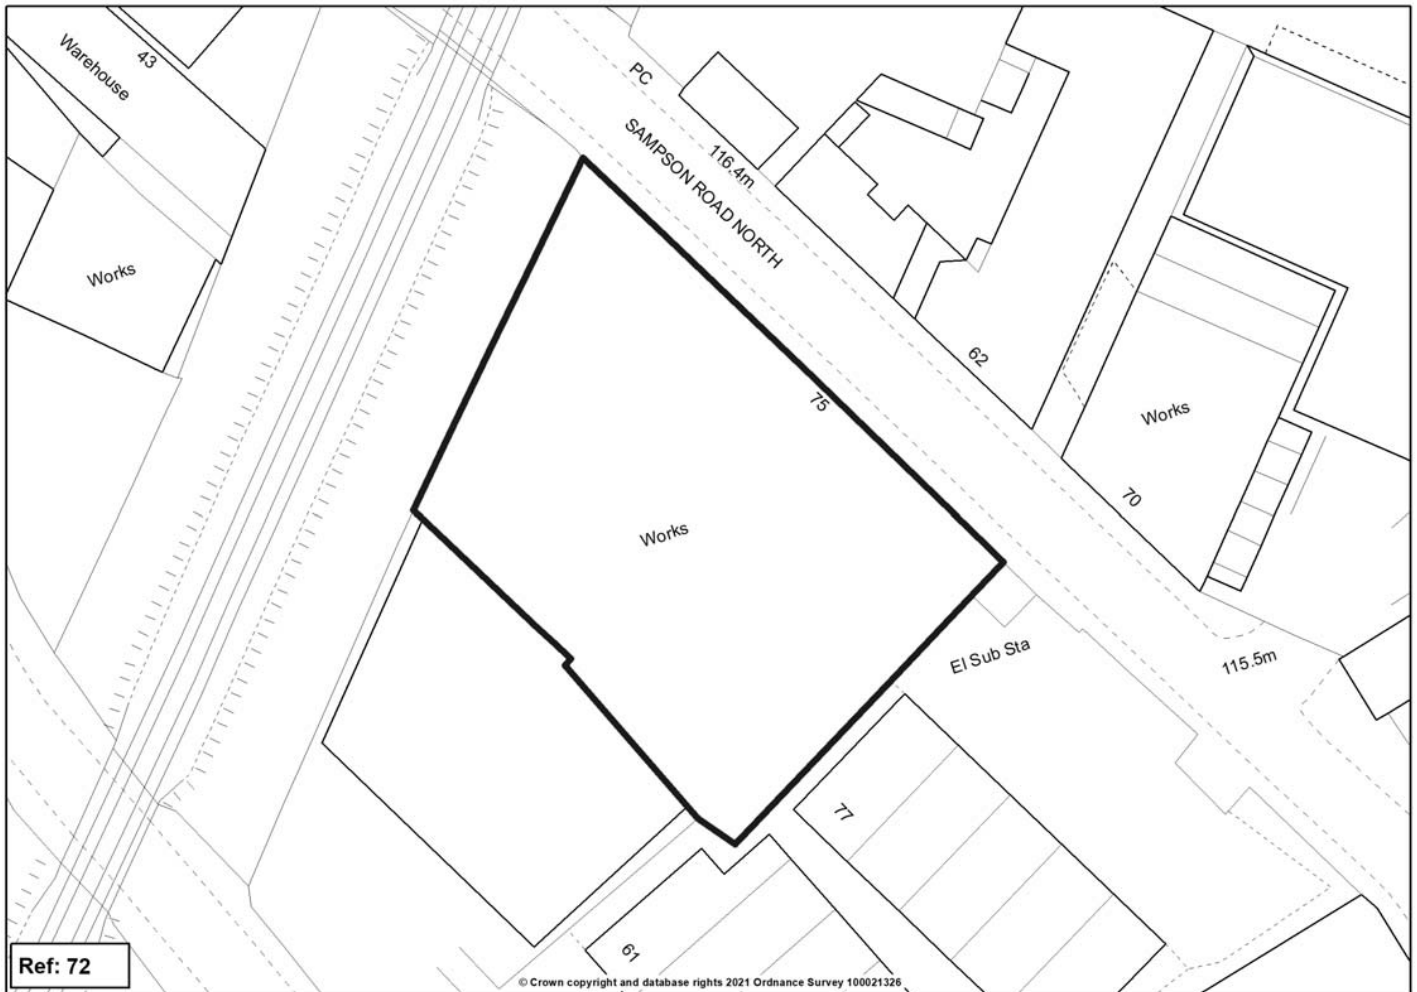 Warehouse
43
PC
SAMPSON ROAD NORTH
116.4m
Works
62
75
Works
70
Works
El Sub Sta
115.5m
77
61
Ref: 72
© Crown copyright and database rights 2021 Ordnance Survey 100021326